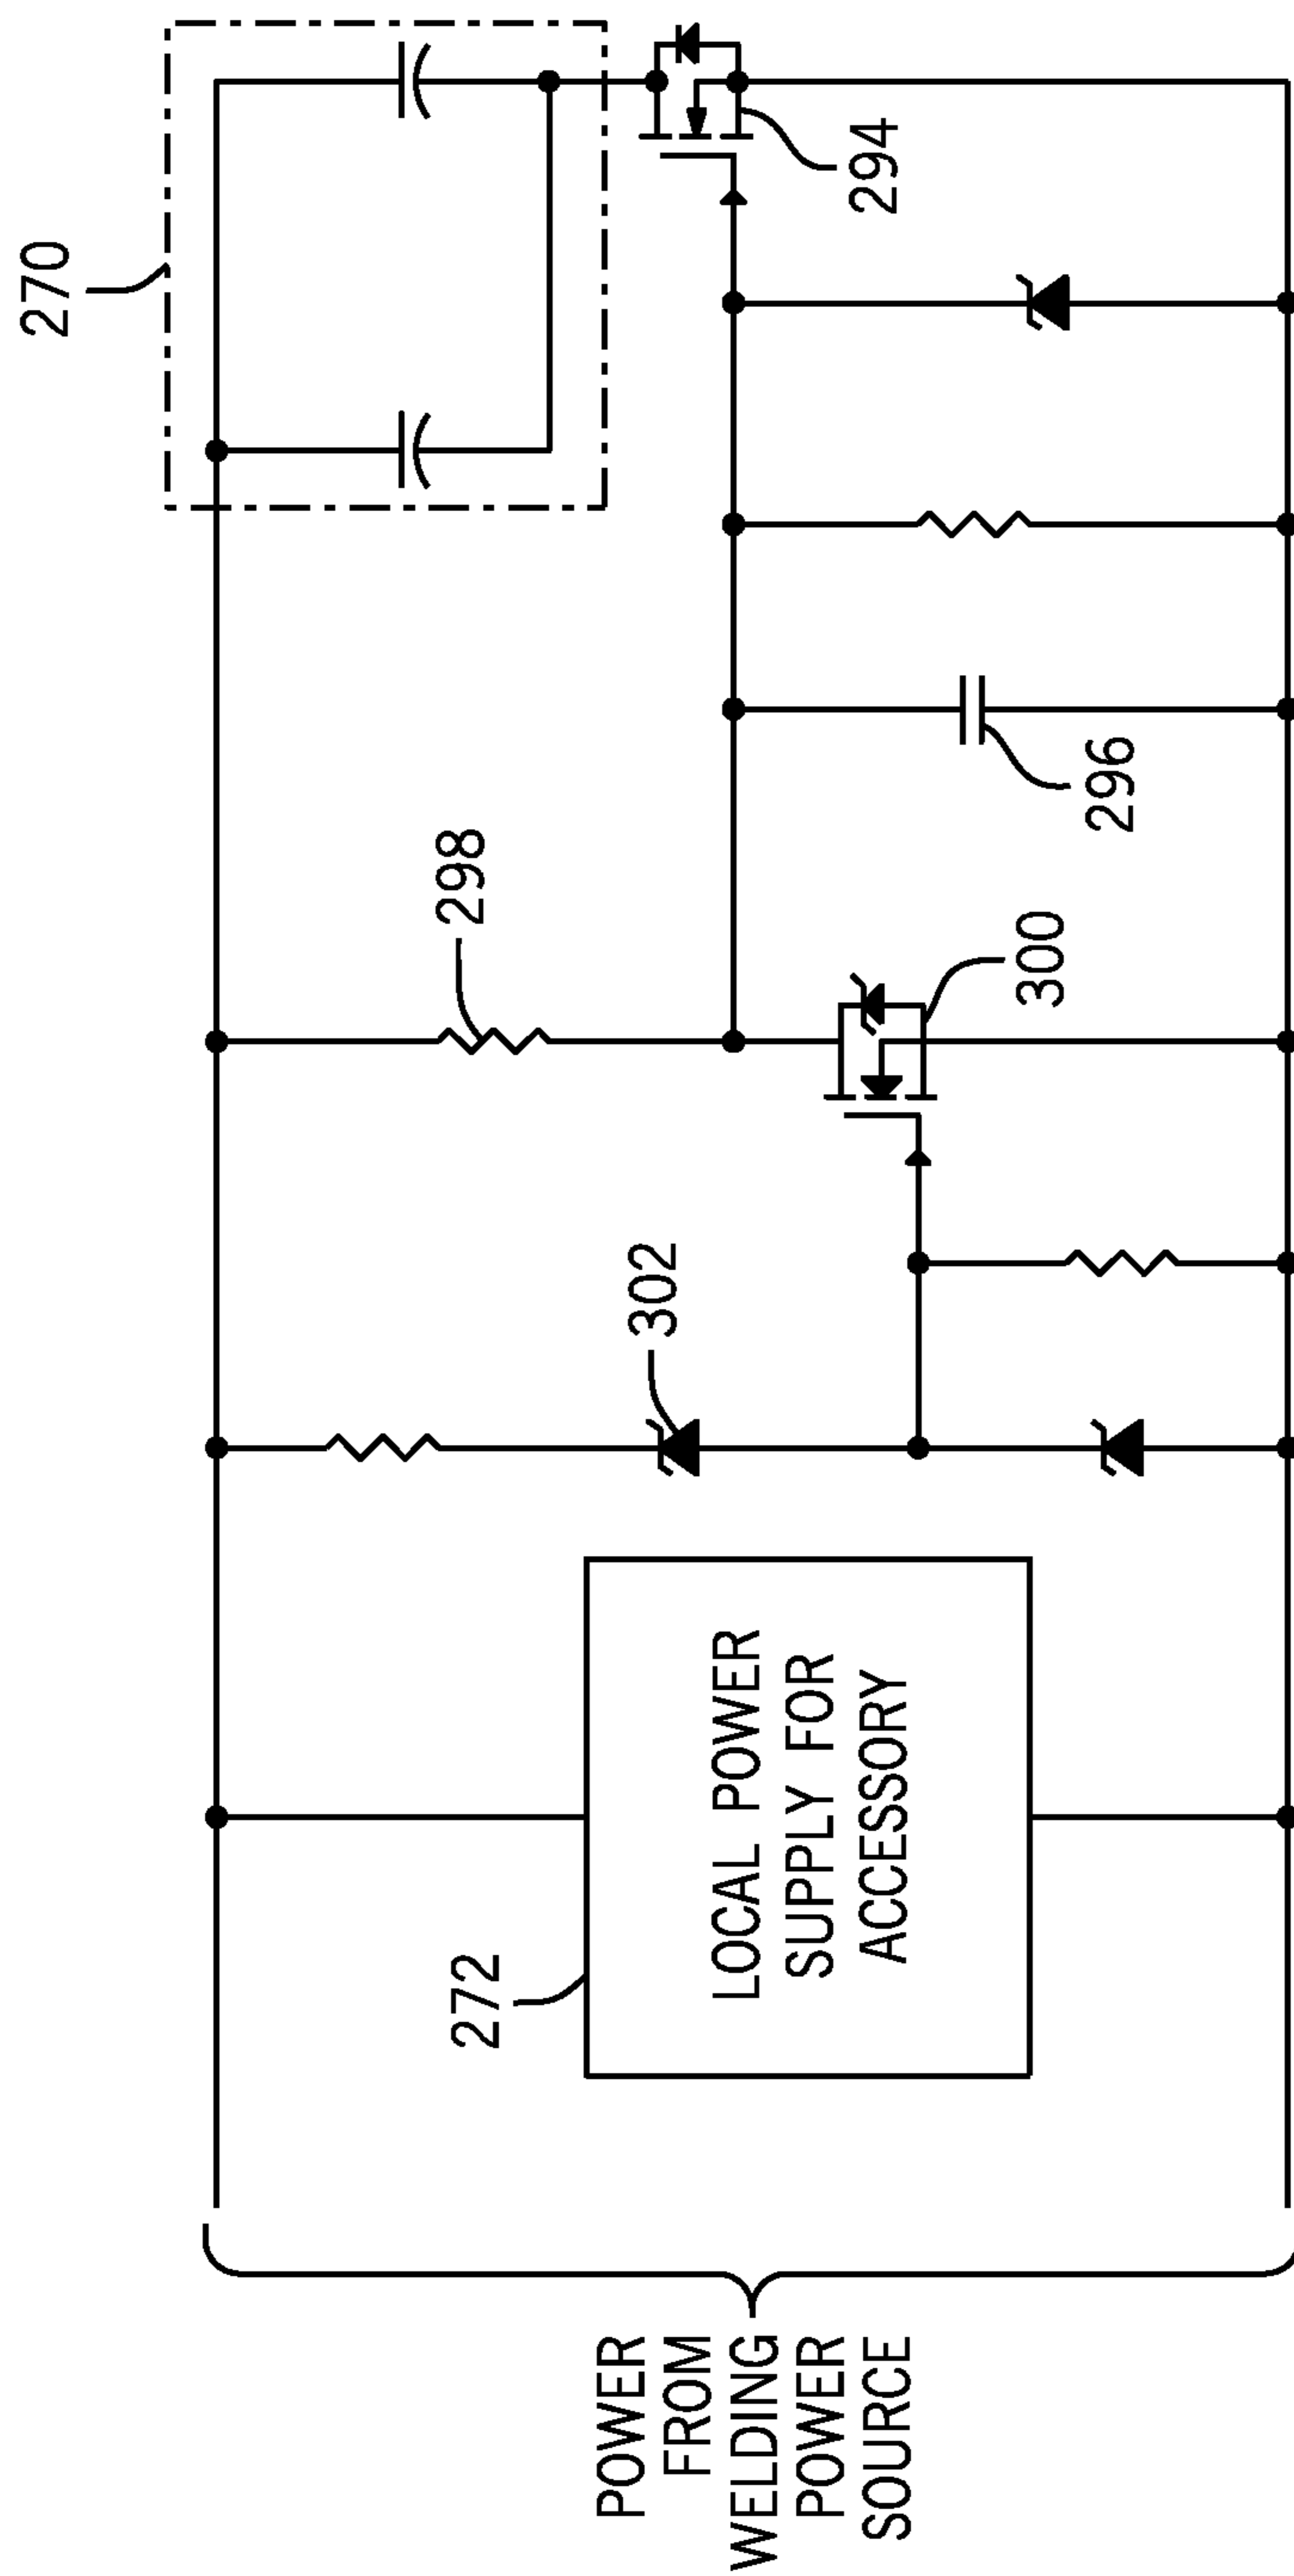 270
294
298
296
300
302
272
LOCAL POWER
SUPPLY FOR
ACCESSORY
POWER
FROM
WELDING
POWER
SOURCE